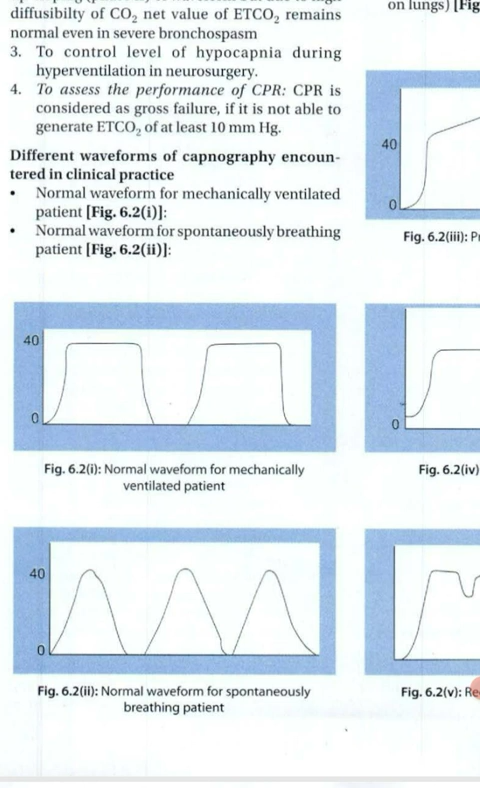 diffusibilty of CO₂ net value of ETCO₂ remains
normal even in severe bronchospasm
3. To control level of hypocapnia during
hyperventilation in neurosurgery.
4. To assess the performance of CPR: CPR is
considered as gross failure, if it is not able to
generate ETCO₂ of at least 10 mm Hg.
Different waveforms of capnography encoun-
tered in clinical practice
• Normal waveform for mechanically ventilated
patient [Fig. 6.2(i)]:
• Normal waveform for spontaneously breathing
patient [Fig. 6.2(ii)]:
40
0
Fig. 6.2(i): Normal waveform for mechanically
ventilated patient
40
0
Fig. 6.2(ii): Normal waveform for spontaneously
breathing patient
on lungs) [Fig
40
0
Fig. 6.2(iii):
0
Fig. 6.2(iv)
Fig. 6.2(v):